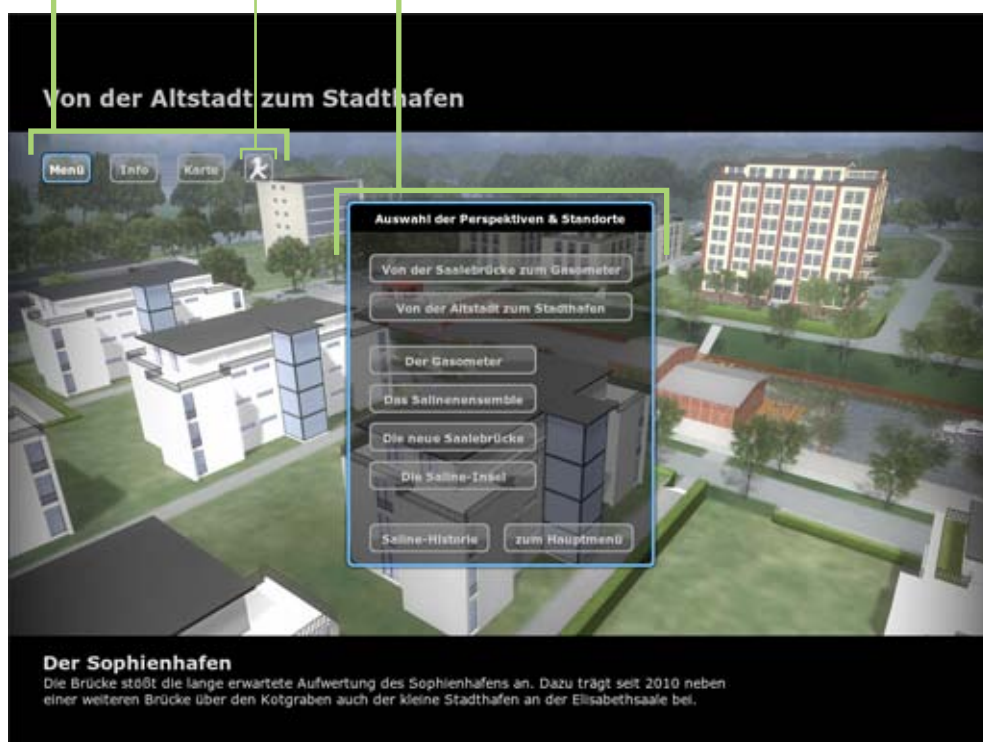 Von der Altstadt zum Stadthafen
Menü Info Karte
Auswahl der Perspektiven & Standorte
Von der Saalebrücke zum Gasometer
Von der Altstadt zum Stadthafen
Der Gasometer
Das Salinenensemble
Die neue Saalebrücke
Die Saline-Insel
Saline-Historie zum Hauptmenü
Der Sophienhafen
Die Brücke stößt die lange erwartete Aufwertung des Sophienhafens an. Dazu trägt seit 2010 neben
einer weiteren Brücke über den Kotgraben auch der kleine Stadthafen an der Elisabethsaale bei.